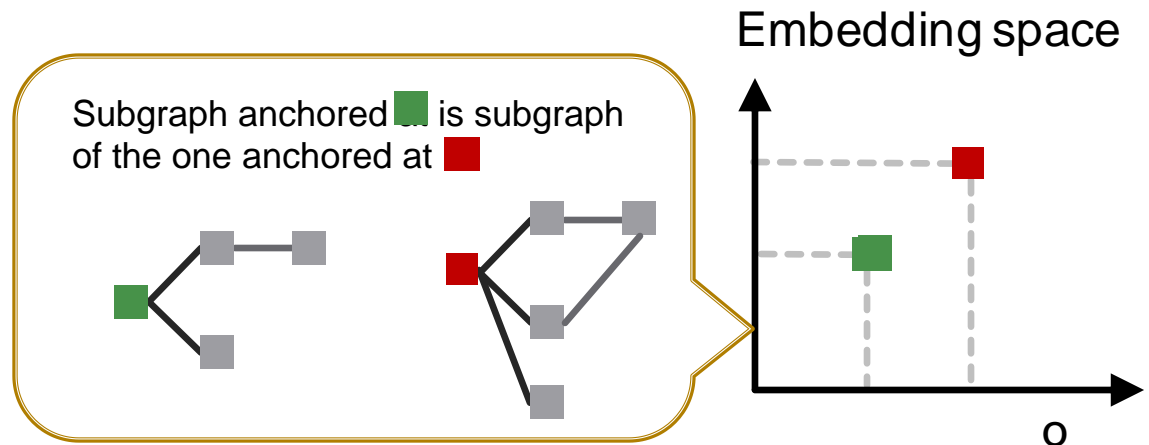 Embedding space
Subgraph anchored is subgraph
of the one anchored at